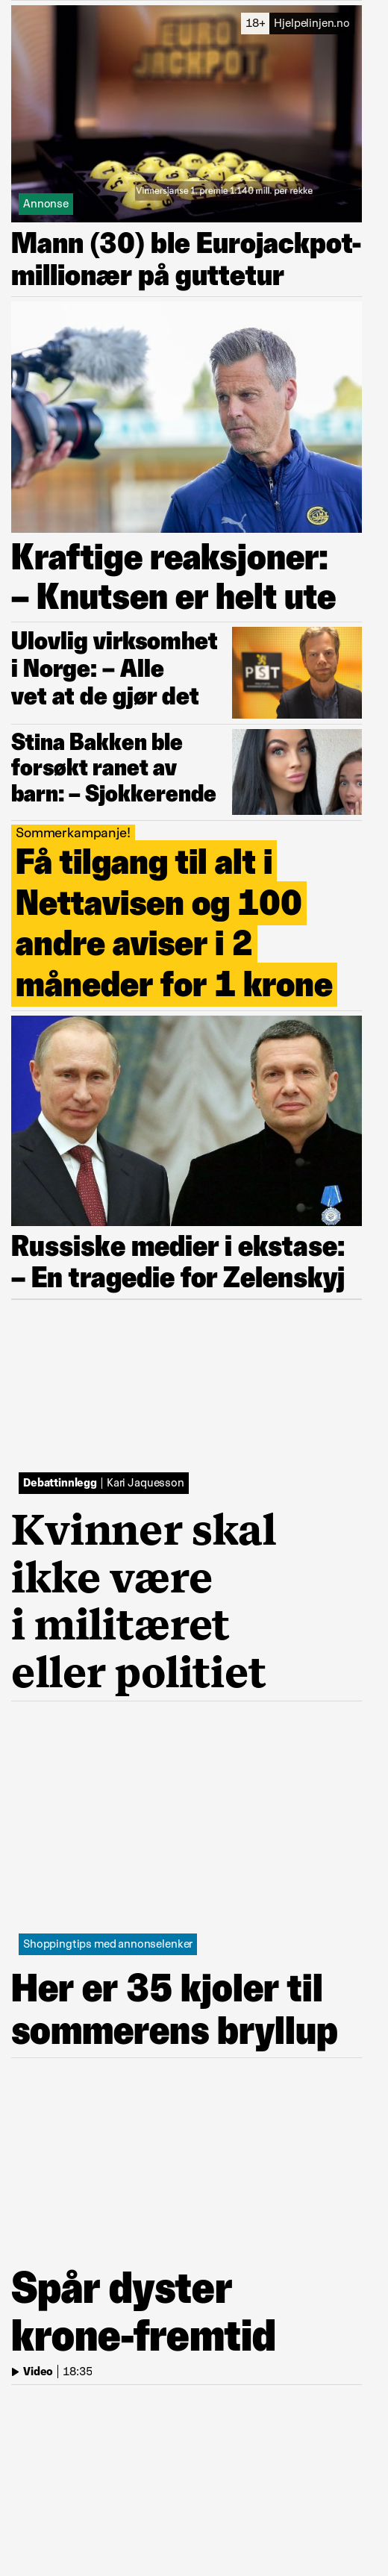 18+ Hjelpelinjen.no
EURO
JACKPOT
Vinnersjanse 1. premie 1:140 mill. per rekke
Annonse
Mann (30) ble Eurojackpot-
millionær på guttetur
Kraftige reaksjoner:
– Knutsen er helt ute
Ulovlig virksomhet
i Norge: – Alle
vet at de gjør det
PST
Stina Bakken ble
forsøkt ranet av
barn: – Sjokkerende
Sommerkampanje!
Få tilgang til alt i
Nettavisen og 100
andre aviser i 2
måneder for 1 krone
Russiske medier i ekstase:
– En tragedie for Zelenskyj
Debattinnlegg | Kari Jaquesson
Kvinner skal
ikke være
i militæret
eller politiet
Shoppingtips med annonselenker
Her er 35 kjoler til
sommerens bryllup
Spår dyster
krone-fremtid
Video | 18:35